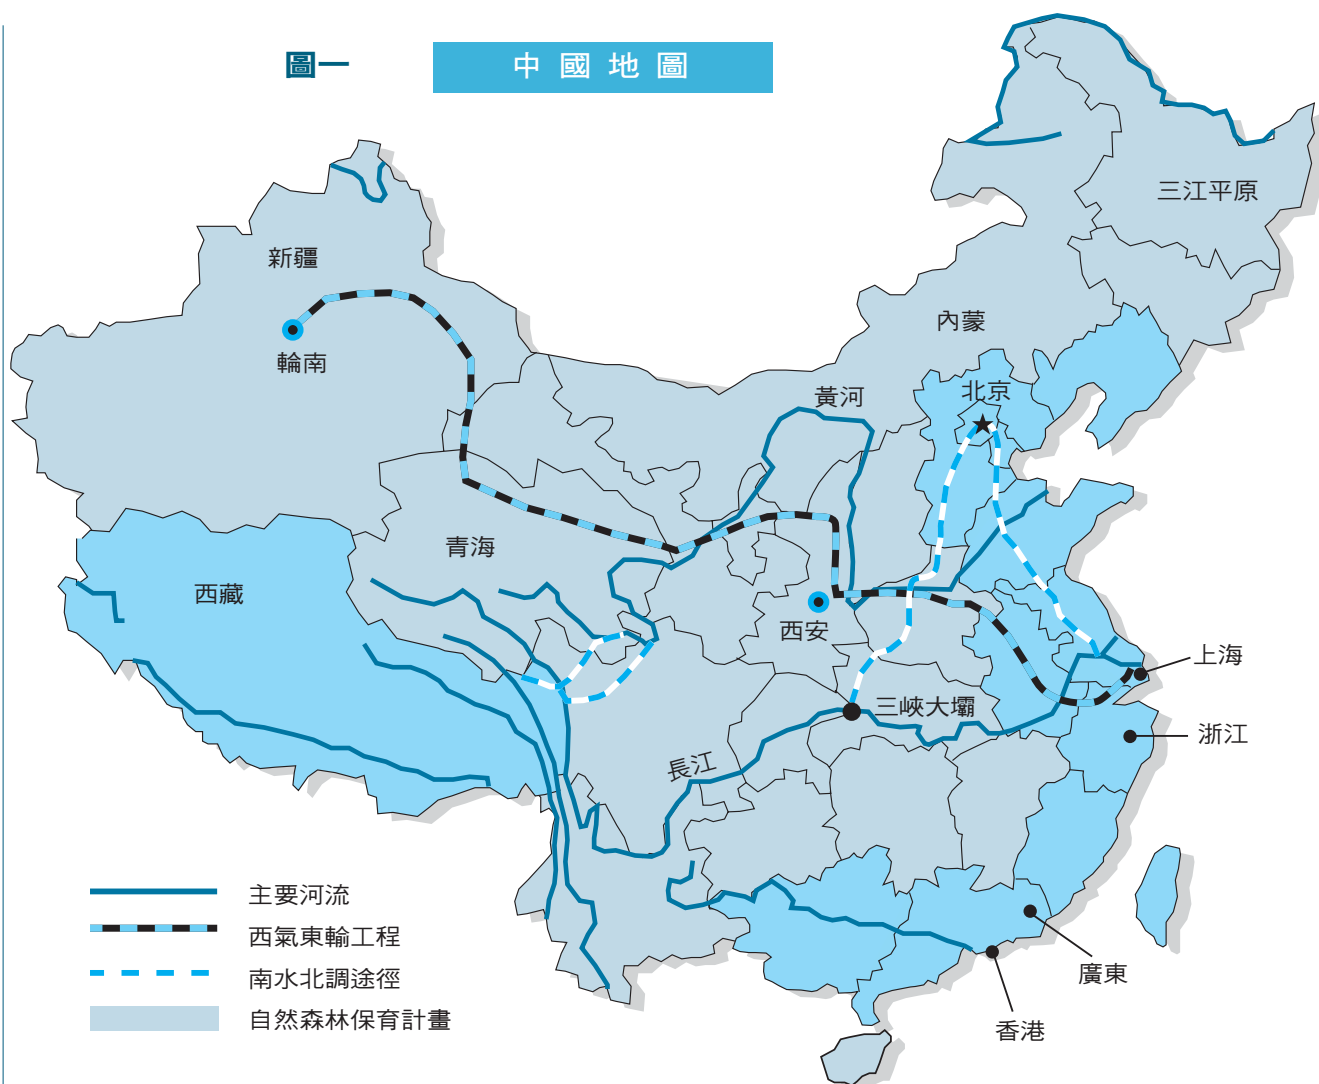 圖一
中國地圖
三江平原
新疆
內蒙
輪南
北京
黃河
青海
西藏
西安
上海
三峽大壩
浙江
長江
主要河流
西氣東輸工程
南水北調途徑
自然森林保育計畫
廣東
香港